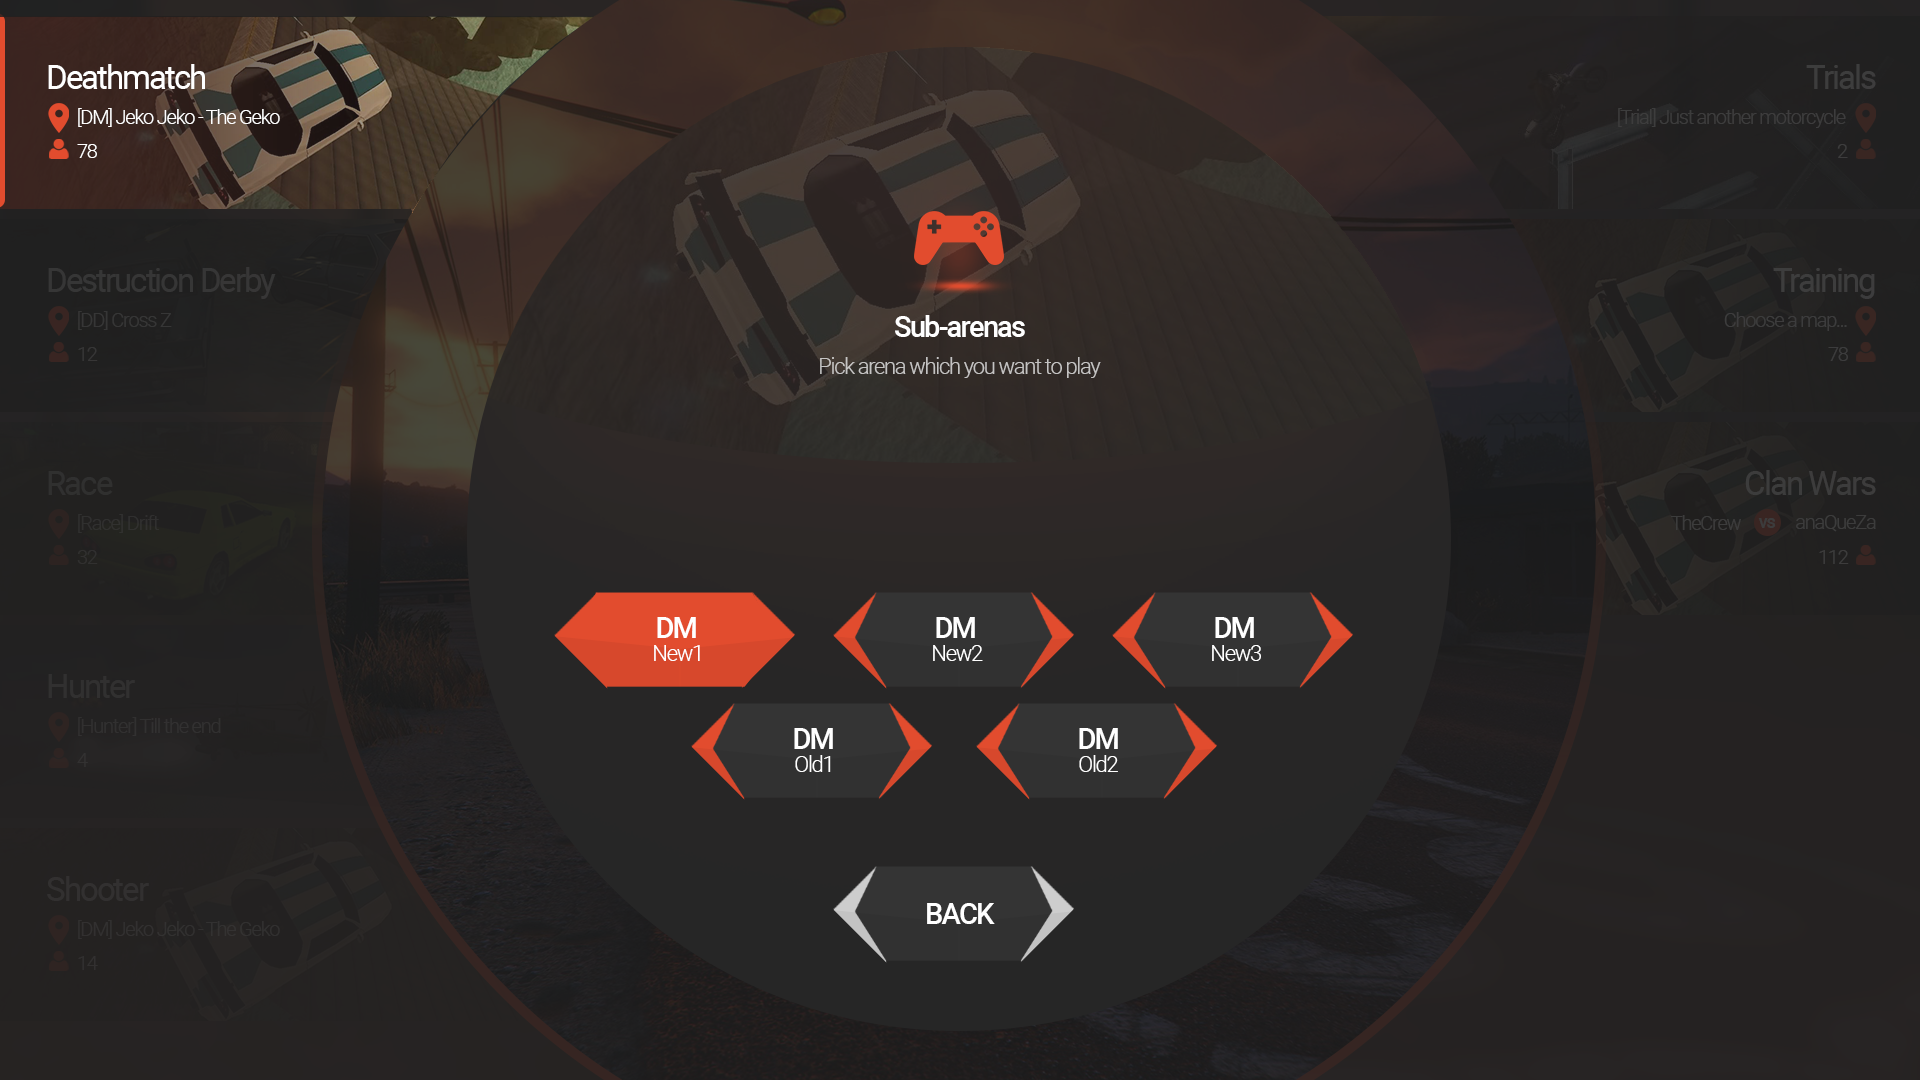 Deathmatch
[DM] Jeko Jeko - The Geko
78
Destruction Derby
[DD] Cross Z
12
Race
[Race] Drift
32
Hunter
[Hunter] Till the end
4
Shooter
[DM] Jeko Jeko - The Geko
14
Sub-arenas
Pick arena which you want to play
DM
New1
DM
New2
DM
New3
DM
Old1
DM
Old2
BACK
Trials
[Trial] Just another motorcycle
2
Training
Choose a map...
78
Clan Wars
TheCrew VS anaQueZa
112